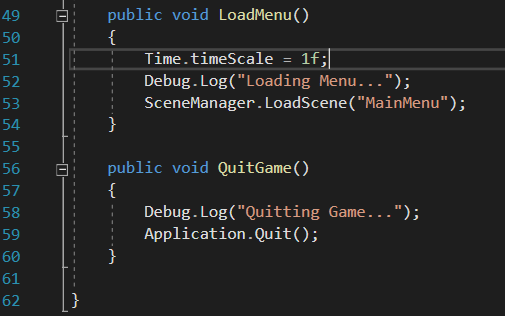 49 public void LoadMenu()
50 {
51 Time.timeScale = 1f;
52 Debug.Log("Loading Menu...");
53 SceneManager.LoadScene("MainMenu");
54 }
55
56 public void QuitGame()
57 {
58 Debug.Log("Quitting Game...");
59 Application.Quit();
60 }
61
62 }